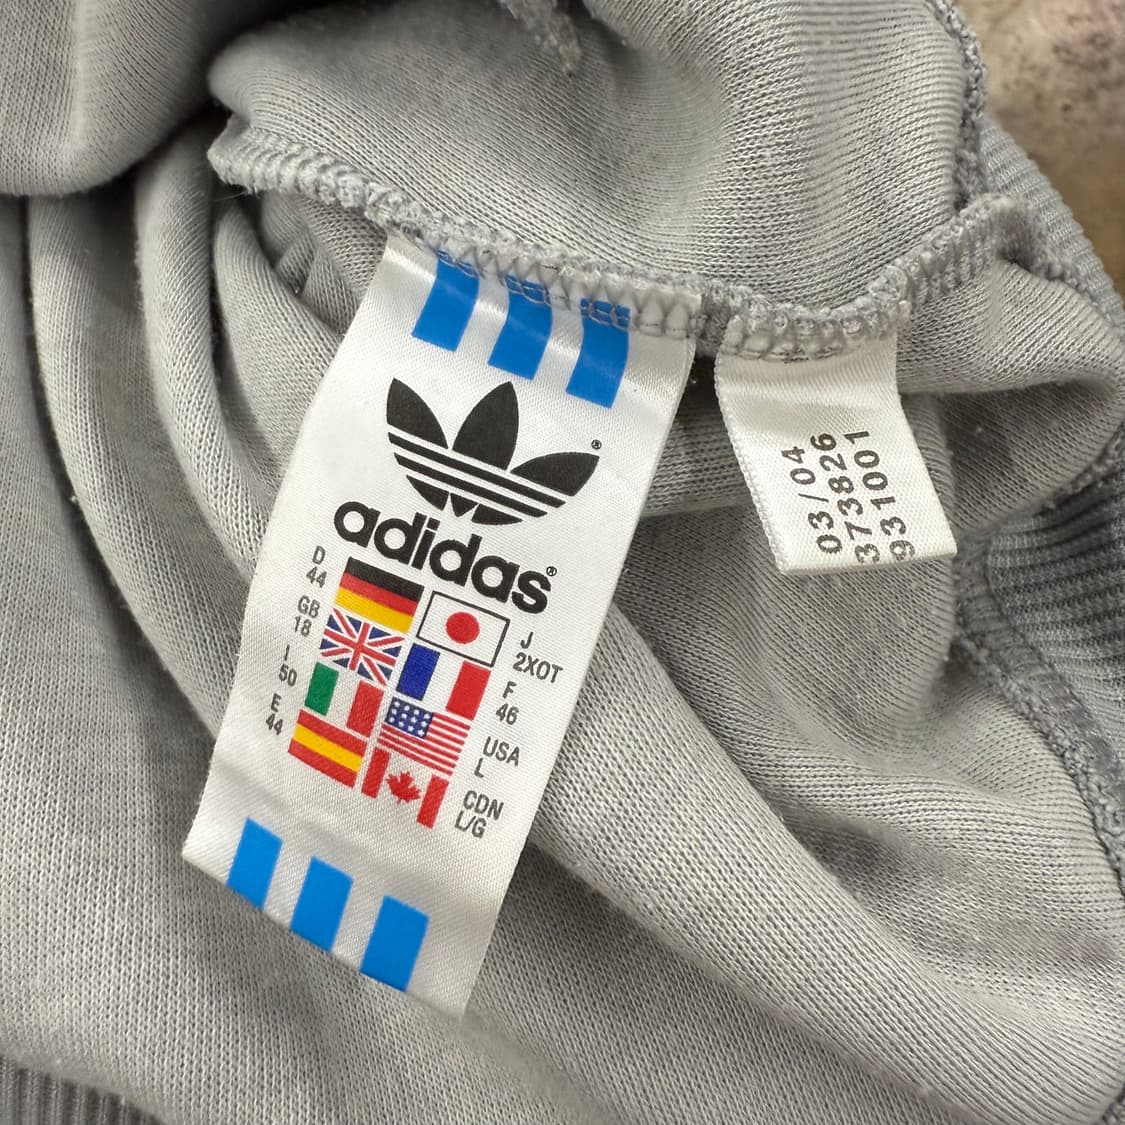 ®
adidas®
D
44
GB
18
I
50
E
44
J
2XOT
F
46
USA
L
CDN
L/G
03/04
373826
931001